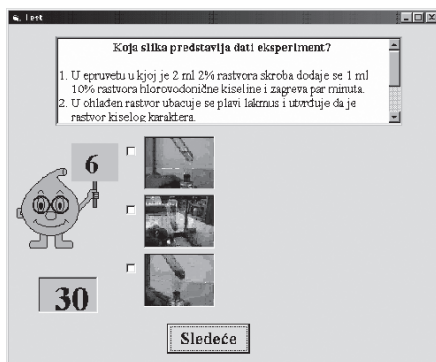 Test
Koja slika predstavlja dati eksperiment?
1. U epruvetu u kjoj je 2 ml 2% rastvora skroba dodaje se 1 ml
10% rastvora hlorovodonične kiseline i zagreva par minuta.
2. U ohlađen rastvor ubacuje se plavi lakmus i utvrđuje da je
rastvor kiselog karaktera.
6
30
Sledeće